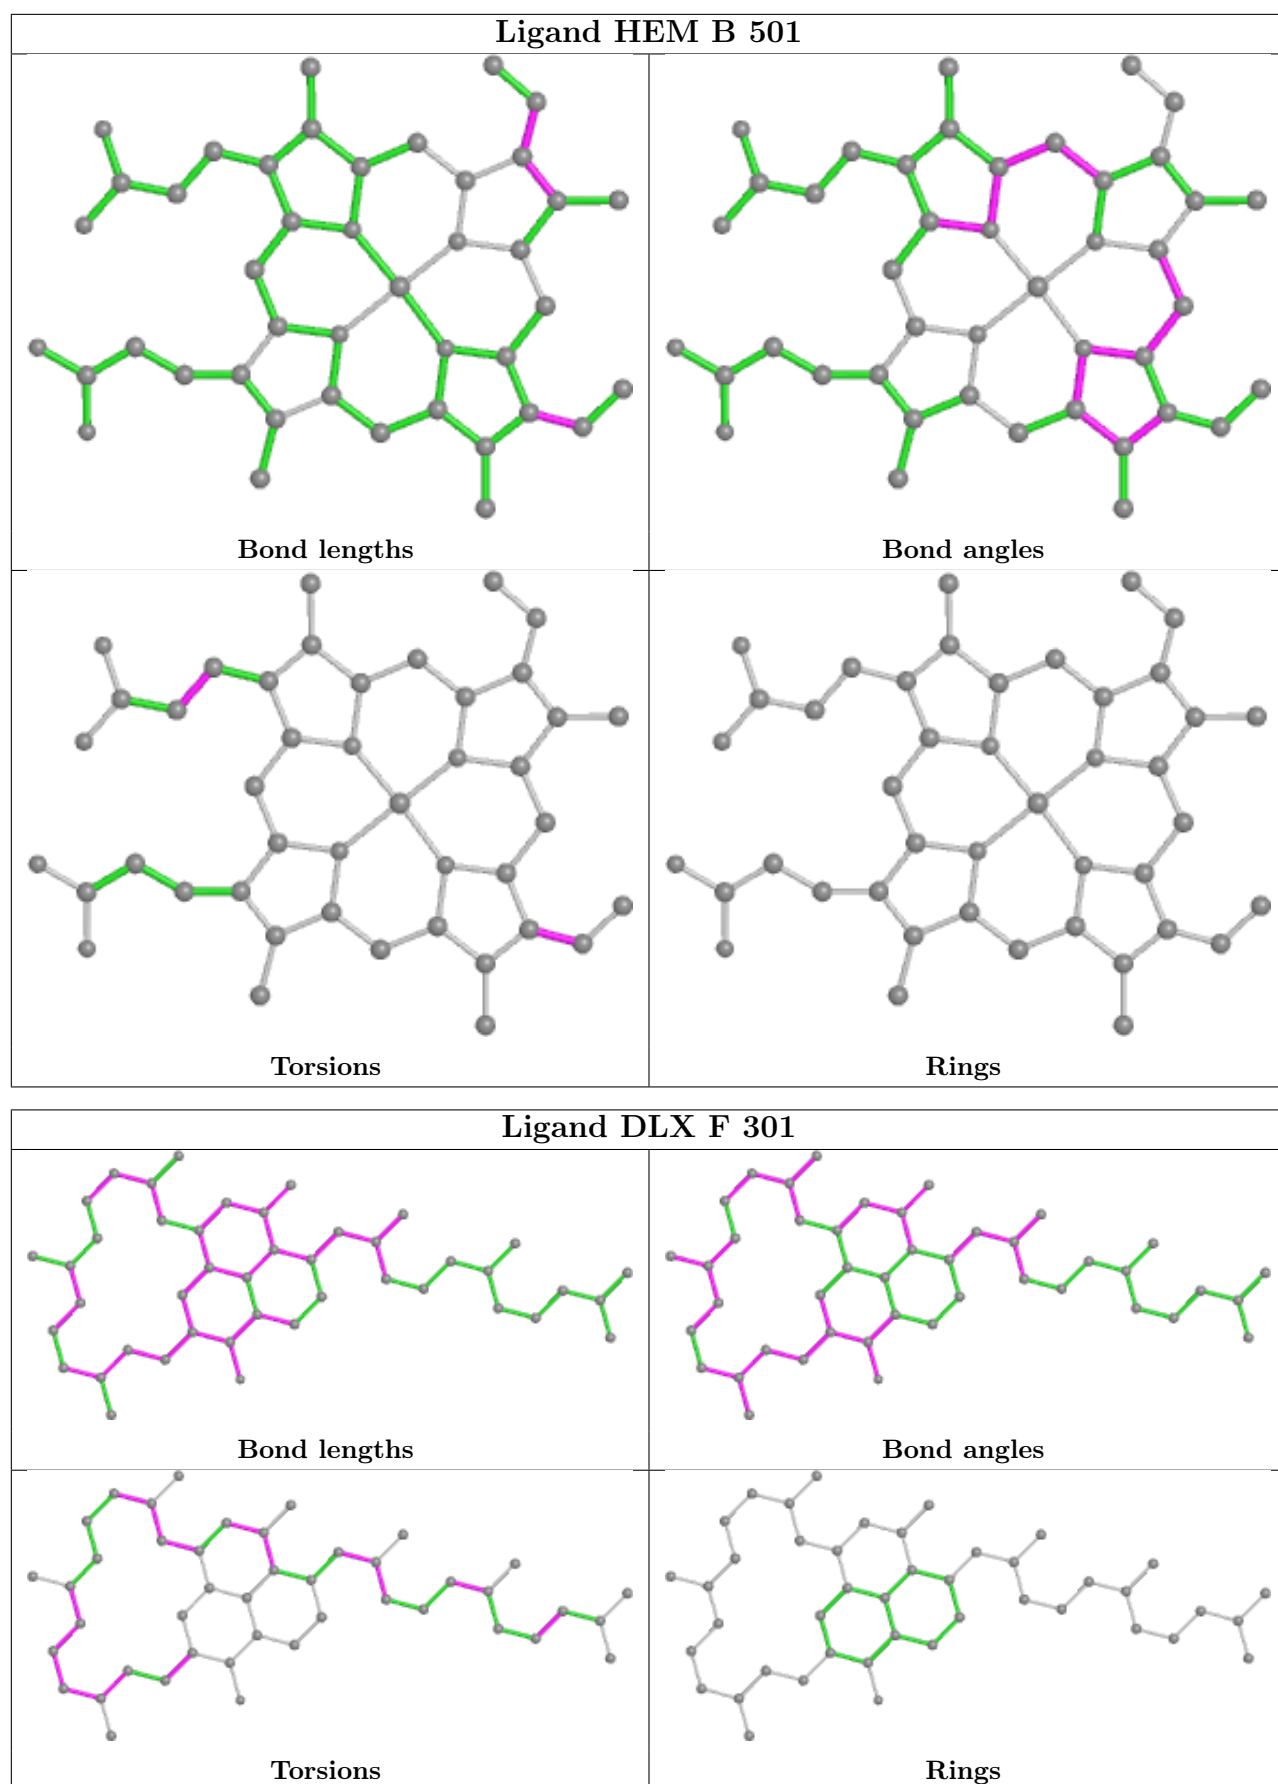 Ligand HEM B 501
Bond lengths
Bond angles
Torsions
Rings
Ligand DLX F 301
Bond lengths
Bond angles
Torsions
Rings